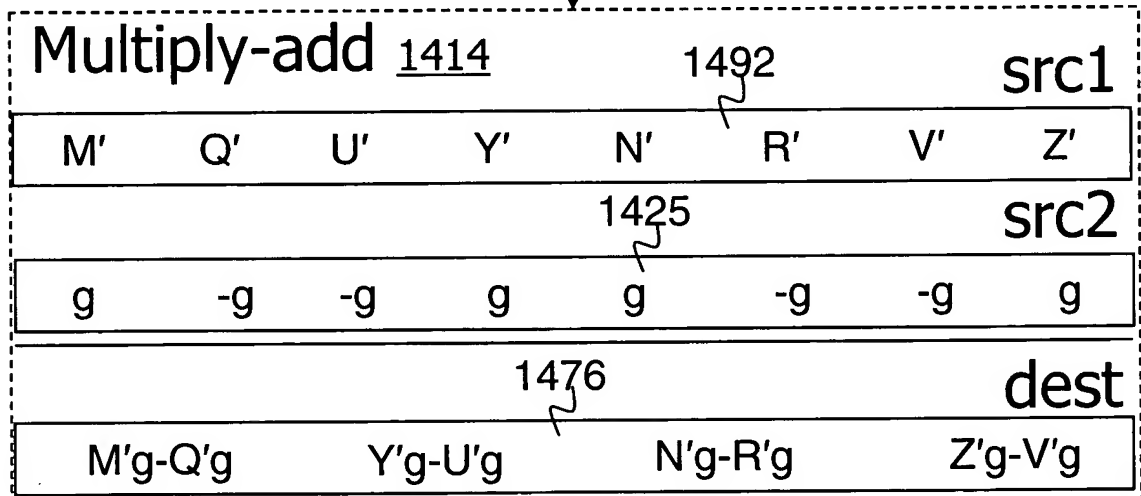 Multiply-add 1414 1492 src1
M' Q' U' Y' N' R' V' Z'
1425 src2
g -g -g g g -g -g g
1476 dest
M'g-Q'g Y'g-U'g N'g-R'g Z'g-V'g